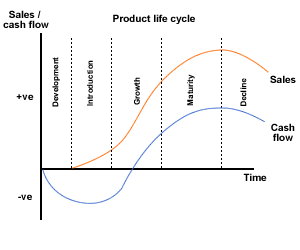 Sales /
cash flow
Product life cycle
Development
Introduction
Growth
Maturity
Decline
+ve
Sales
Cash
flow
Time
-ve